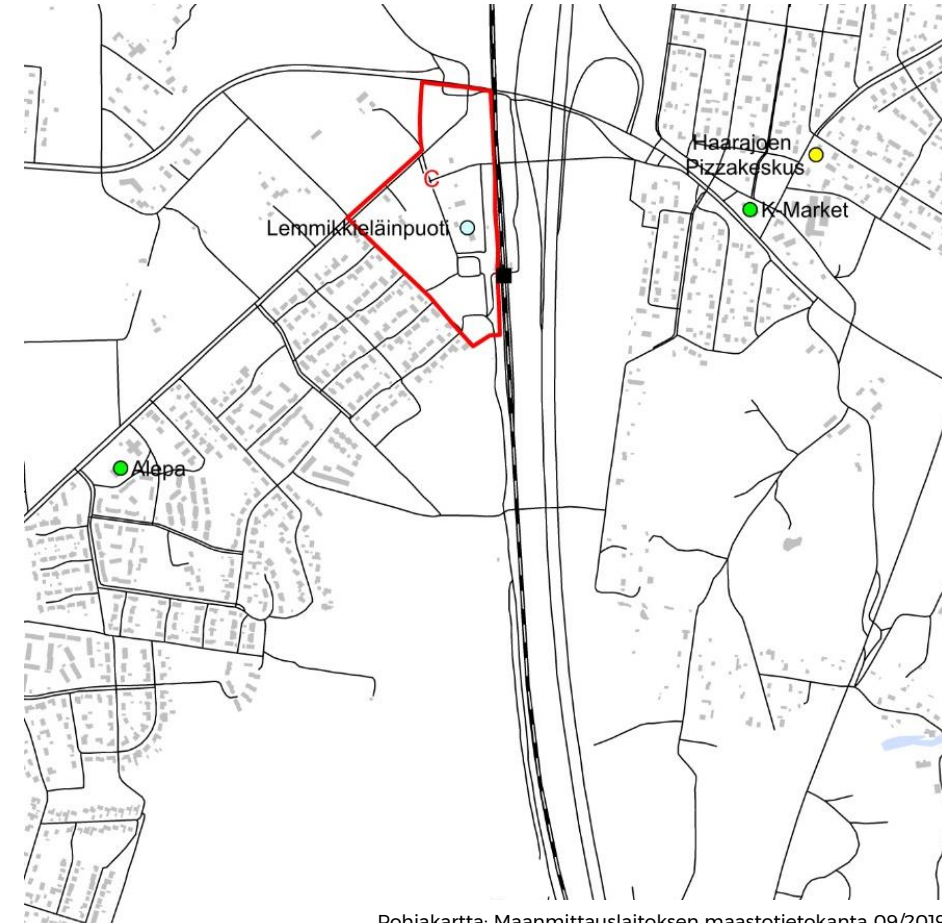 Haarajoen
Pizzakeskus
C
K-Market
Lemmikkieläinpuoti
Alepa
Pohjakartta: Maanmittauslaitoksen maastotietokanta 09/2019